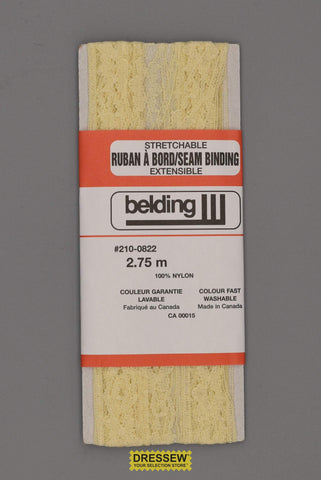 STRETCHABLE
RUBAN À BORD/SEAM BINDING
EXTENSIBLE
belding
#210-0822
2.75 m
100% NYLON
COULEUR GARANTIE COLOUR FAST
LAVABLE WASHABLE
Fabriqué au Canada Made in Canada
CA 00015
DRESSEW
YOUR SELECTION STORE